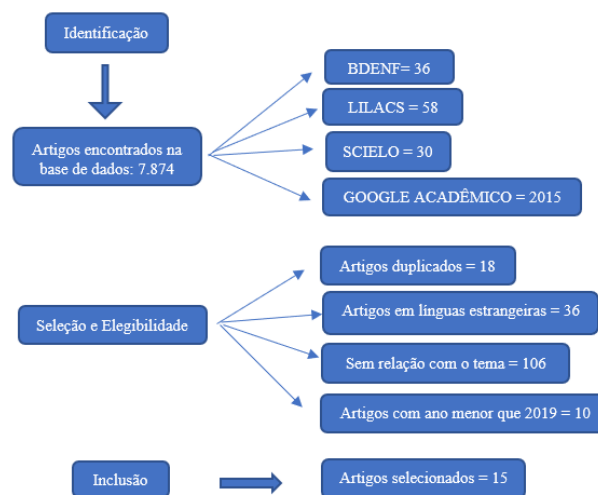 Identificação
Artigos encontrados na
base de dados: 7.874
BDENF= 36
LILACS = 58
SCIELO = 30
GOOGLE ACADÊMICO = 2015
Seleção e Elegibilidade
Artigos duplicados = 18
Artigos em línguas estrangeiras = 36
Sem relação com o tema = 106
Artigos com ano menor que 2019 = 10
Inclusão
Artigos selecionados = 15